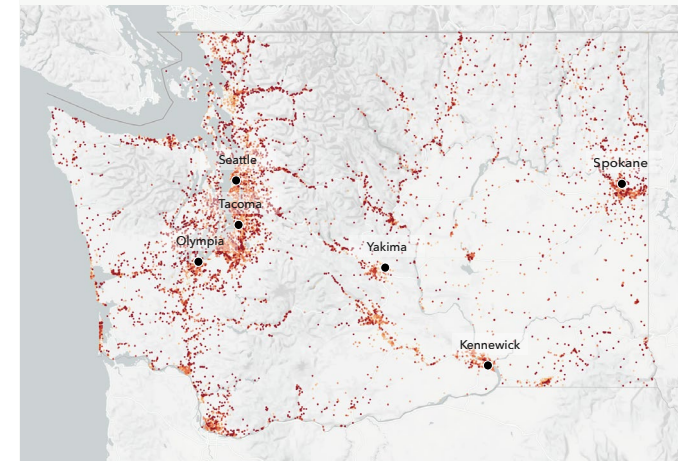 Seattle
Spokane
Tacoma
Olympia
Yakima
Kennewick